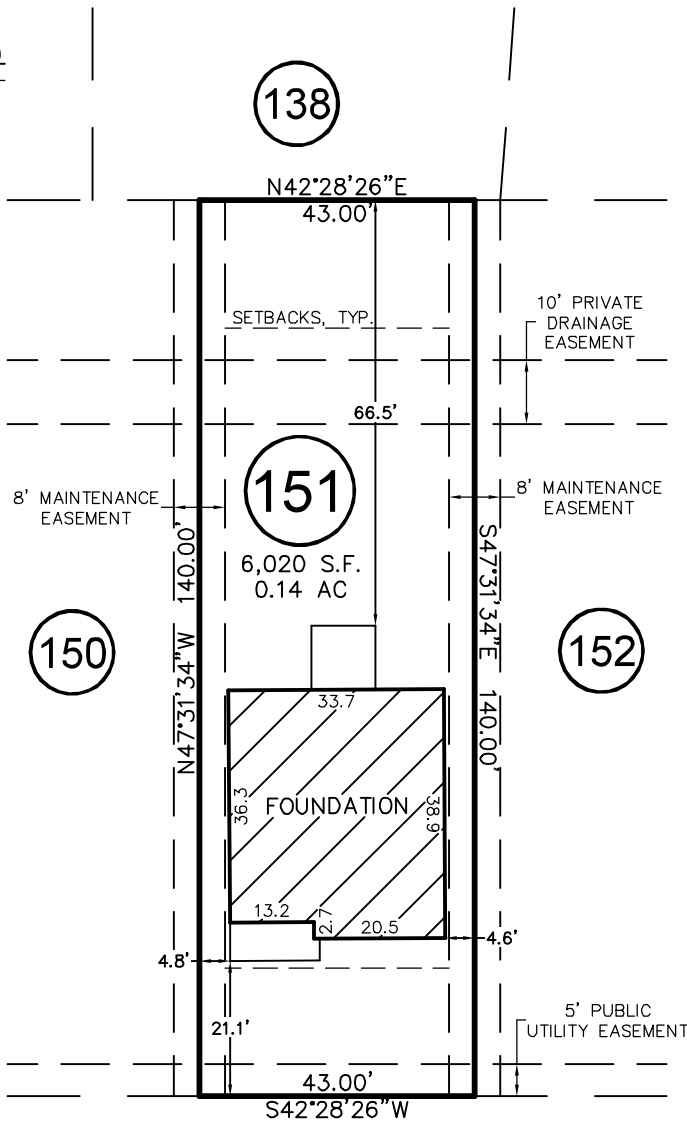 138
N42°28'26"E
43.00'
SETBACKS, TYP.
10' PRIVATE
DRAINAGE
EASEMENT
66.5'
151
6,020 S.F.
0.14 AC
8' MAINTENANCE
EASEMENT
8' MAINTENANCE
EASEMENT
N47°31'34"W 140.00'
S47°31'34"E 140.00'
150
152
33.7
36.3
FOUNDATION
38.9
13.2
2.7
20.5
4.8'
4.6'
21.1'
5' PUBLIC
UTILITY EASEMENT
43.00'
S42°28'26"W